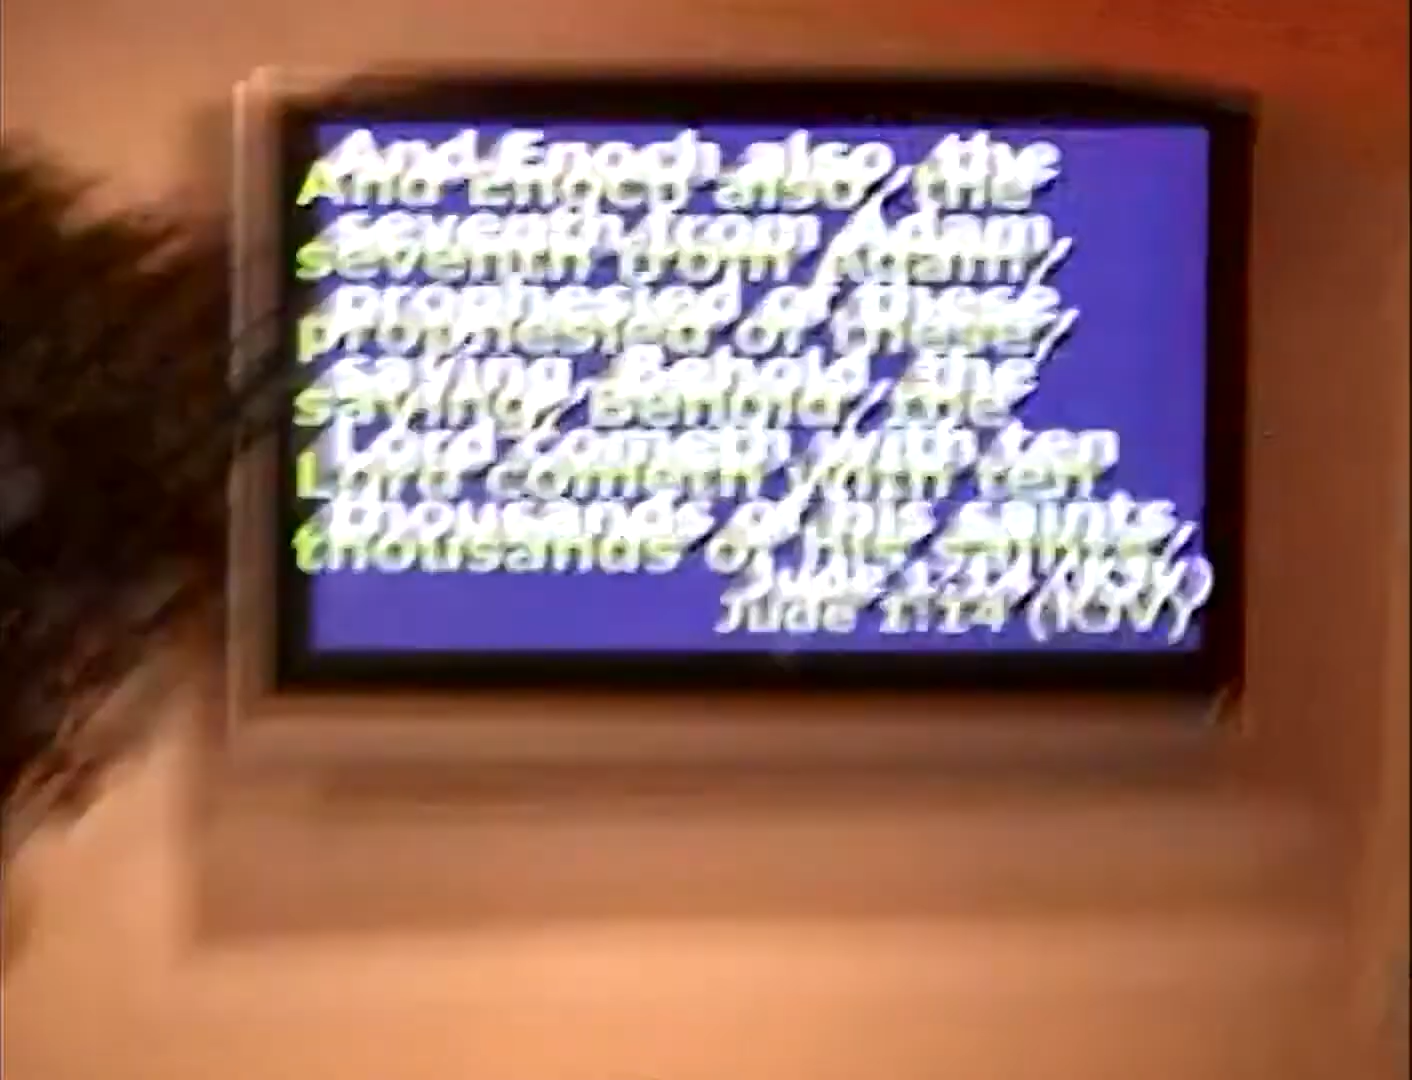 And Enoch also, the
seventh from Adam,
prophesied of these,
saying, Behold, the
Lord cometh with ten
thousands of his saints,
Jude 1:14 (KJV)